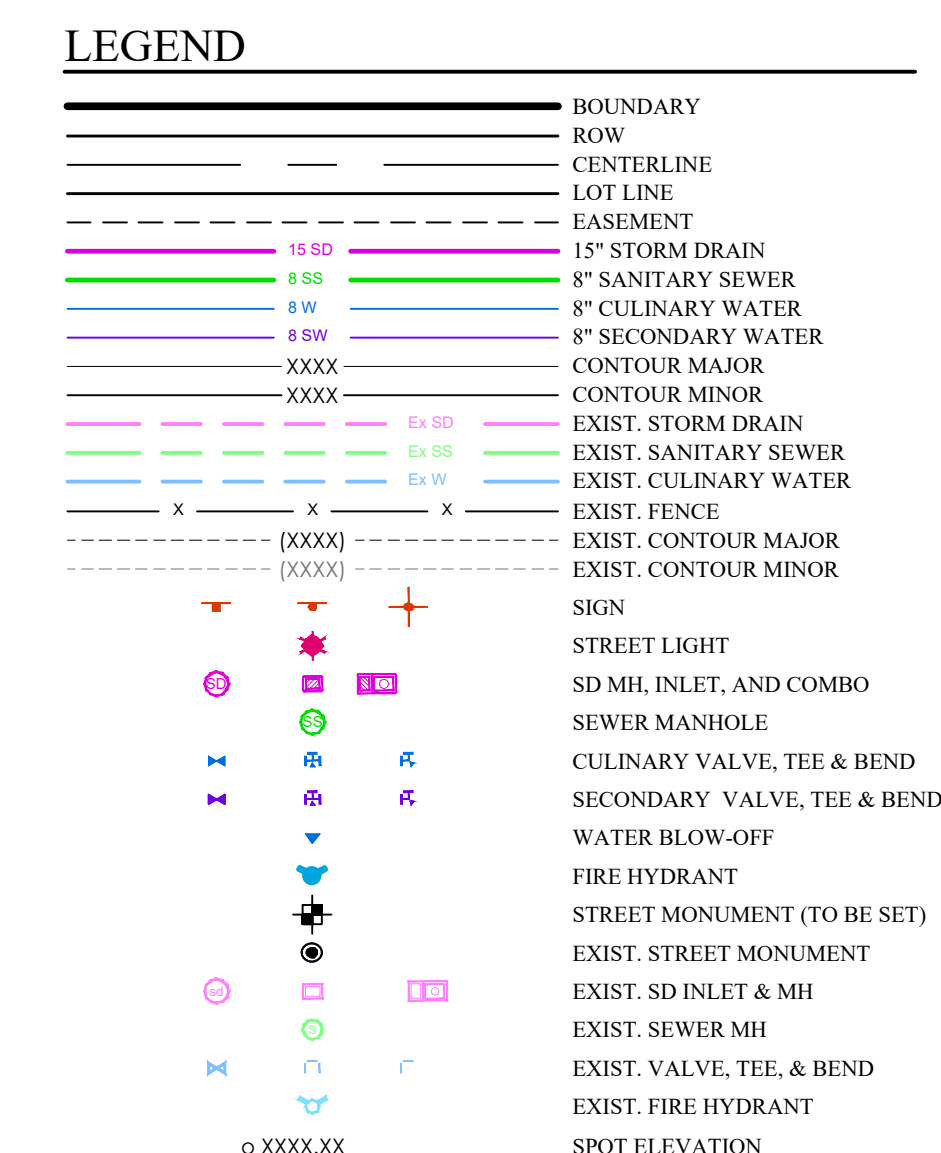 LEGEND
BOUNDARY
ROW
CENTERLINE
LOT LINE
EASEMENT
15 SD 15" STORM DRAIN
8 SS 8" SANITARY SEWER
8 W 8" CULINARY WATER
8 SW 8" SECONDARY WATER
XXXX CONTOUR MAJOR
XXXX CONTOUR MINOR
Ex SD EXIST. STORM DRAIN
Ex SS EXIST. SANITARY SEWER
Ex W EXIST. CULINARY WATER
X X X EXIST. FENCE
(XXXX) EXIST. CONTOUR MAJOR
(XXXX) EXIST. CONTOUR MINOR
SIGN
STREET LIGHT
SD SD MH, INLET, AND COMBO
SS SEWER MANHOLE
CULINARY VALVE, TEE & BEND
SECONDARY VALVE, TEE & BEND
WATER BLOW-OFF
FIRE HYDRANT
STREET MONUMENT (TO BE SET)
EXIST. STREET MONUMENT
sd EXIST. SD INLET & MH
S EXIST. SEWER MH
EXIST. VALVE, TEE, & BEND
EXIST. FIRE HYDRANT
o XXXX.XX SPOT ELEVATION